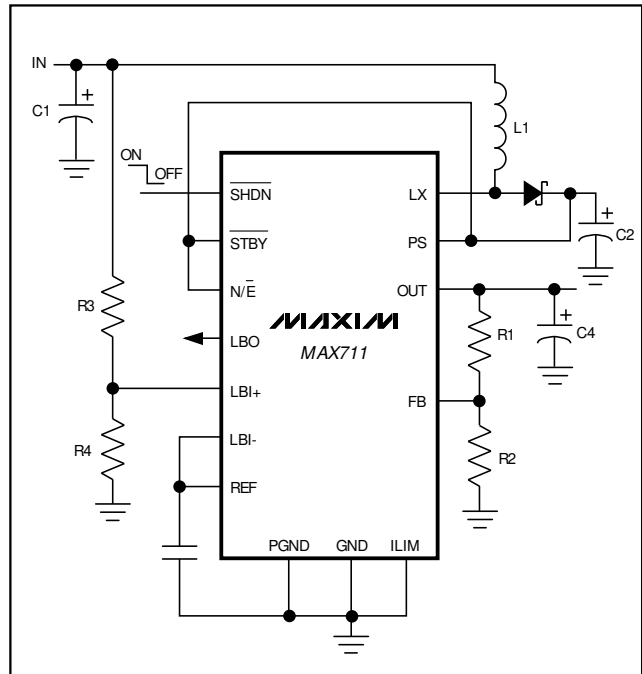 IN
+
C1
L1
ON
OFF
SHDN
LX
+
C2
STBY
PS
N/E
OUT
R3
MAXIM
R1
+
C4
LBO
MAX711
LBI+
FB
R4
LBI-
R2
REF
PGND GND ILIM